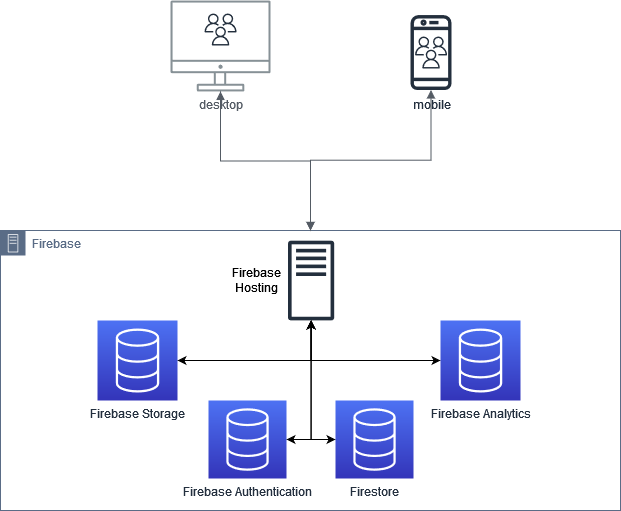 desktop
mobile
Firebase
Firebase
Hosting
Firebase Storage
Firebase Analytics
Firebase Authentication
Firestore